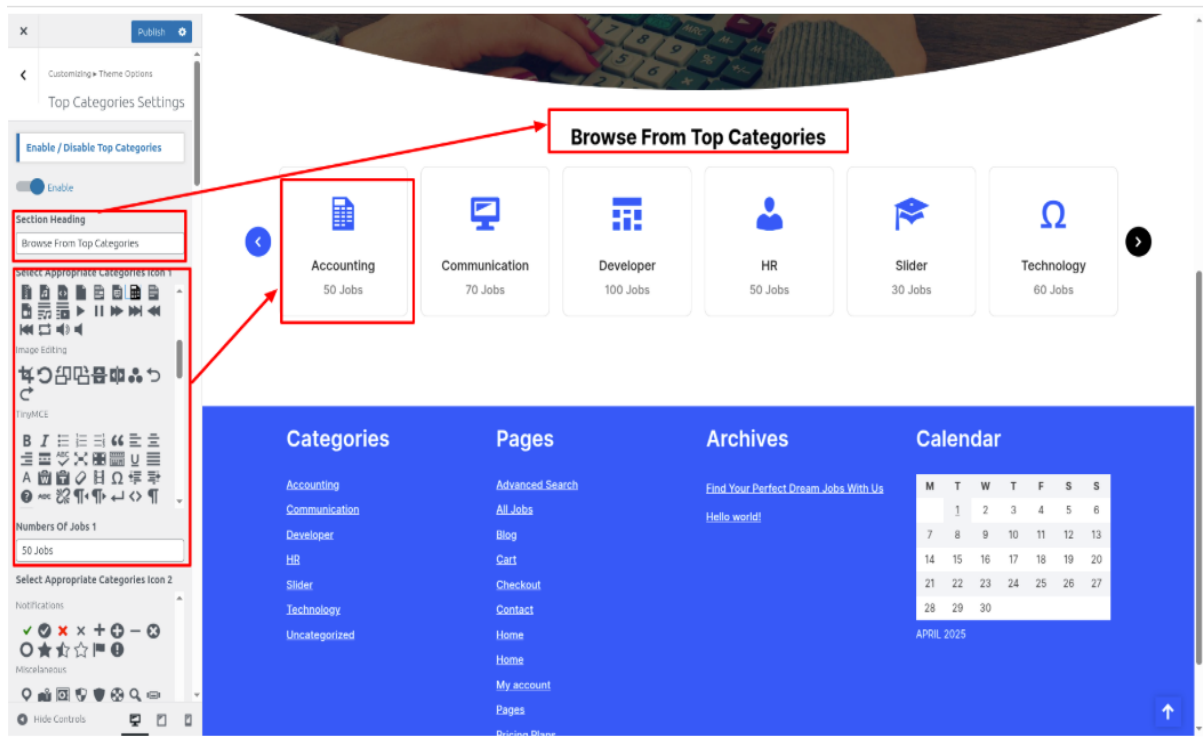 Publish
Customizing ▸ Theme Options
Top Categories Settings
Enable / Disable Top Categories
Enable
Section Heading
Browse From Top Categories
Select Appropriate Categories Icon 1
Image Editing
TinyMCE
Numbers Of Jobs 1
50 Jobs
Select Appropriate Categories Icon 2
Notifications
Miscelaneous
Hide Controls
Browse From Top Categories
Accounting
50 Jobs
Communication
70 Jobs
Developer
100 Jobs
HR
50 Jobs
Slider
30 Jobs
Technology
60 Jobs
Categories
Accounting
Communication
Developer
HR
Slider
Technology
Uncategorized
Pages
Advanced Search
All Jobs
Blog
Cart
Checkout
Contact
Home
Home
My account
Pages
Pricing Plans
Archives
Find Your Perfect Dream Jobs With Us
Hello world!
Calendar
M T W T F S S
1 2 3 4 5 6
7 8 9 10 11 12 13
14 15 16 17 18 19 20
21 22 23 24 25 26 27
28 29 30
APRIL 2025